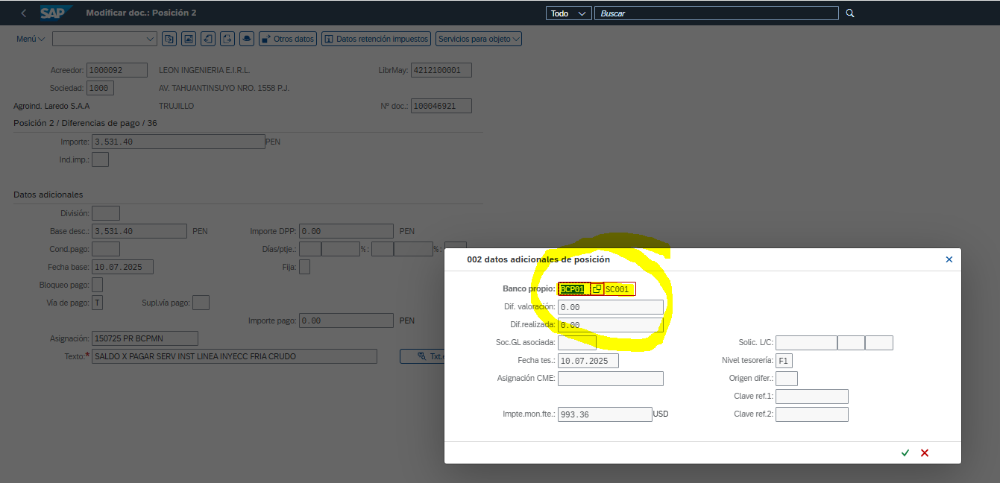 SAP Modificar doc.: Posición 2 Todo Buscar
Menú Otros datos Datos retención impuestos Servicios para objeto
Acreedor: 1000092 LEON INGENIERIA E.I.R.L. LibrMay: 4212100001
Sociedad: 1000 AV. TAHUANTINSUYO NRO. 1558 P.J.
Agroind. Laredo S.A.A TRUJILLO Nº doc.: 100046921
Posición 2 / Diferencias de pago / 36
Importe: 3,531.40 PEN
Ind.imp.:
Datos adicionales
División:
Base desc.: 3,531.40 PEN Importe DPP: 0.00 PEN
Cond.pago: Días/ptje.: %: %:
Fecha base: 10.07.2025 Fija:
Bloqueo pago:
Vía de pago: T Supl.vía pago:
Importe pago: 0.00 PEN
Asignación: 150725 PR BCPMN
Texto:* SALDO X PAGAR SERV INST LINEA INYECC FRIA CRUDO
002 datos adicionales de posición
Banco propio: BCP01 SC001
Dif. valoración: 0.00
Dif.realizada: 0.00
Soc.GL asociada: Solic. L/C:
Fecha tes.: 10.07.2025 Nivel tesorería: F1
Asignación CME: Origen difer.:
Clave ref.1:
Impte.mon.fte.: 993.36 USD Clave ref.2: